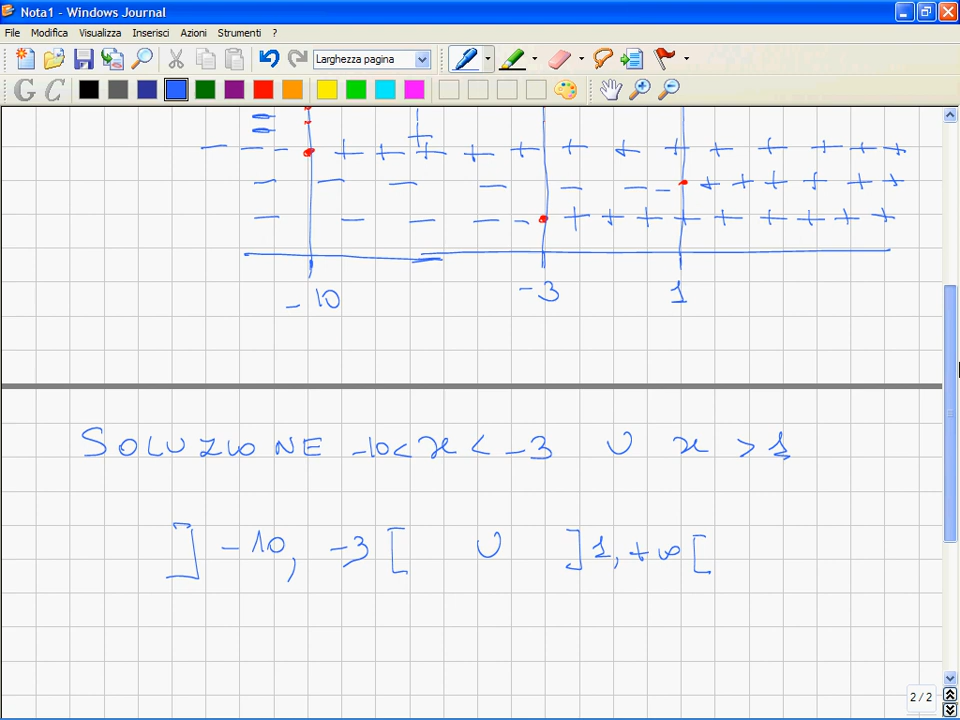 Nota1 - Windows Journal
File Modifica Visualizza Inserisci Azioni Strumenti ?
Larghezza pagina
G C
- - - + + + + + + + + + + + +
- - - - - - - + + + + + +
- - - - - + + + + + + + + +
-10 -3 1
SOLUZIONE -10 < x < -3 ∪ x > 1
] -10, -3 [ ∪ ] 1, +∞ [
2 / 2